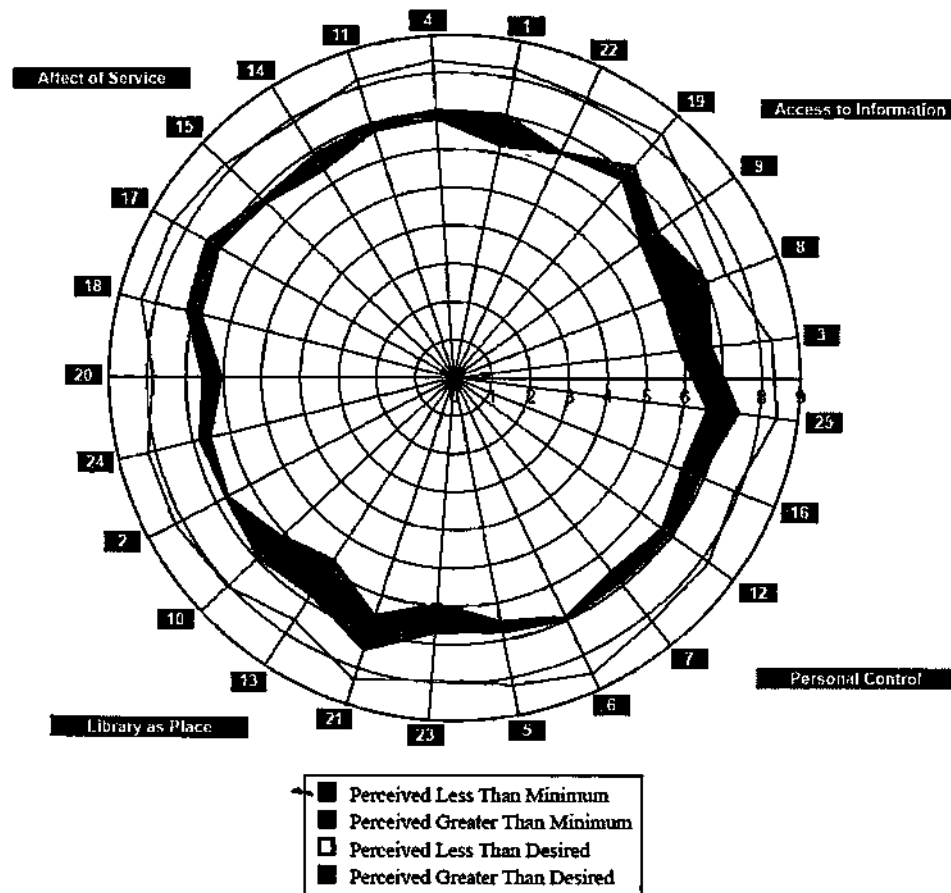 4
1
11
22
14
19
Affect of Service
Access to Information
15
9
17
8
18
3
20
1 2 3 4 5 6 8 9
25
24
16
2
12
10
7
13
6
Personal Control
21
23
5
Library as Place
Perceived Less Than Minimum
Perceived Greater Than Minimum
Perceived Less Than Desired
Perceived Greater Than Desired